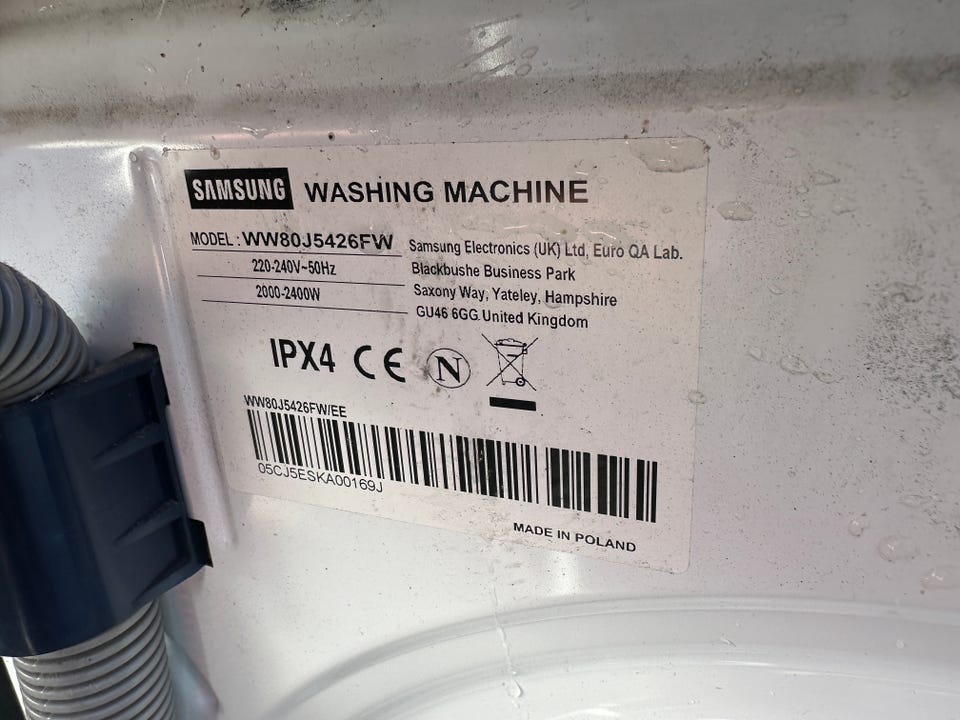 SAMSUNG WASHING MACHINE
MODEL : WW80J5426FW
220-240V~50Hz
2000-2400W
Samsung Electronics (UK) Ltd, Euro QA Lab.
Blackbushe Business Park
Saxony Way, Yateley, Hampshire
GU46 6GG United Kingdom
IPX4 CE N
WW80J5426FW/EE
05CJ5ESKA00169J
MADE IN POLAND